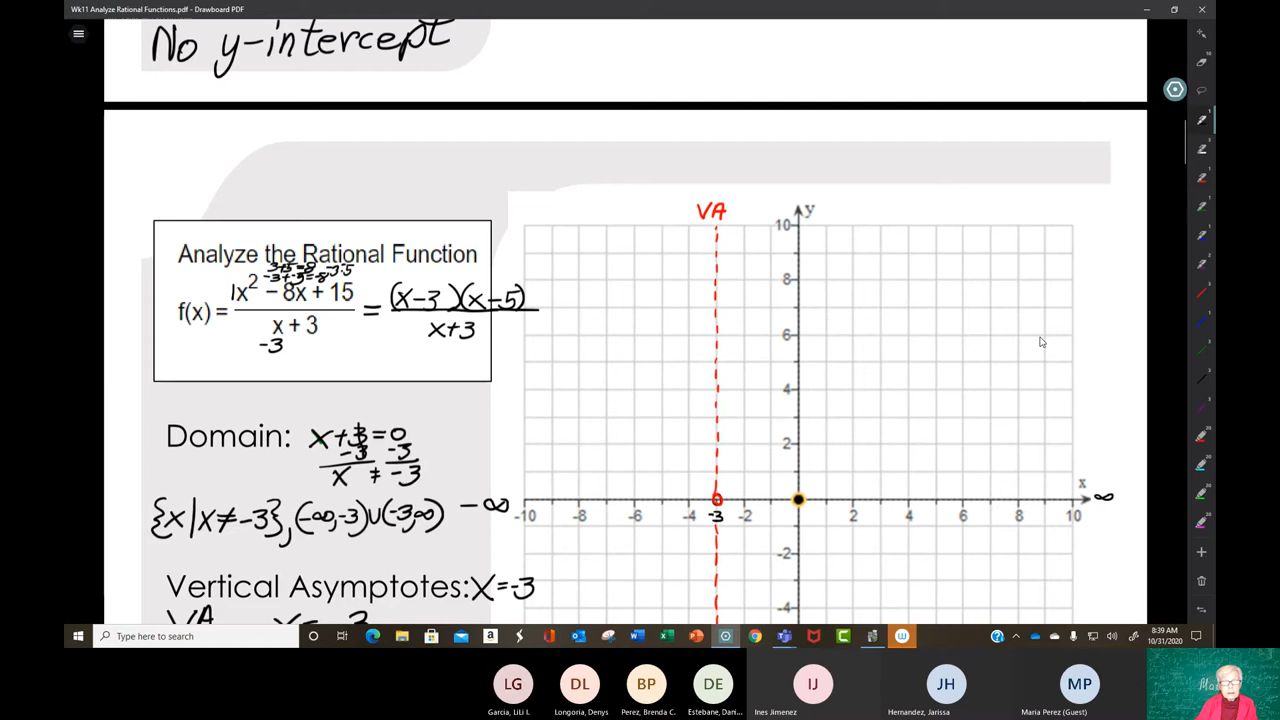 Wk11 Analyze Rational Functions.pdf - Drawboard PDF
No y-intercept
Analyze the Rational Function
f(x) = 1x² − 8x + 15 / x + 3 = (x−3)(x−5) / x+3
-3
VA
y
10
8
6
4
2
-2
-4
x
∞
-10 -8 -6 -4 -3 -2 2 4 6 8 10
Domain: x+3=0
-3 -3
x ≠ -3
{x|x≠-3}, (-∞,-3)∪(-3,∞) -∞
Vertical Asymptotes: x=-3
VA
Type here to search
8:39 AM
10/31/2020
LG DL BP DE IJ JH MP
Garcia, LiLi I. Longoria, Denys Perez, Brenda C. Estebane, Dani... Ines Jimenez Hernandez, Jarissa Maria Perez (Guest)